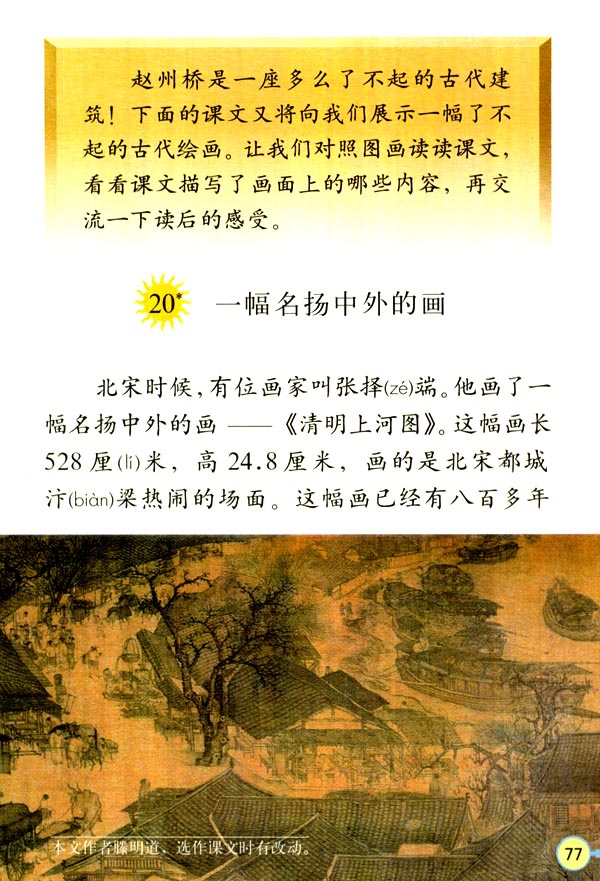 赵州桥是一座多么了不起的古代建
筑！下面的课文又将向我们展示一幅了不
起的古代绘画。让我们对照图画读读课文，
看看课文描写了画面上的哪些内容，再交
流一下读后的感受。
20* 一幅名扬中外的画
北宋时候，有位画家叫张择(zé)端。他画了一
幅名扬中外的画——《清明上河图》。这幅画长
528厘(lí)米，高24.8厘米，画的是北宋都城
汴(biàn)梁热闹的场面。这幅画已经有八百多年
本文作者滕明道，选作课文时有改动。
77